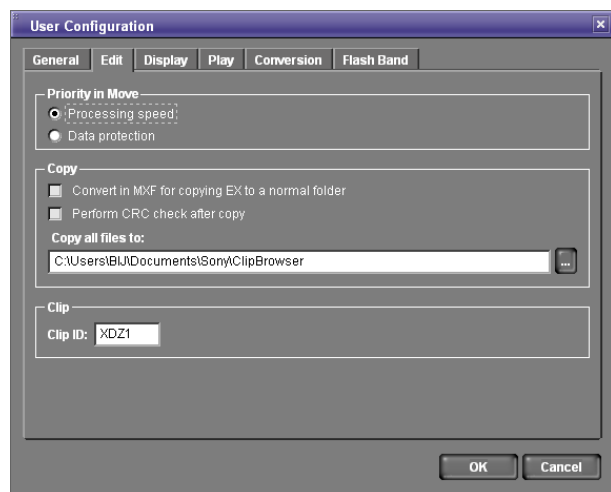 User Configuration
General Edit Display Play Conversion Flash Band
Priority in Move
Processing speed
Data protection
Copy
Convert in MXF for copying EX to a normal folder
Perform CRC check after copy
Copy all files to:
C:\Users\BIJ\Documents\Sony\ClipBrowser
...
Clip
Clip ID: XDZ1
OK Cancel